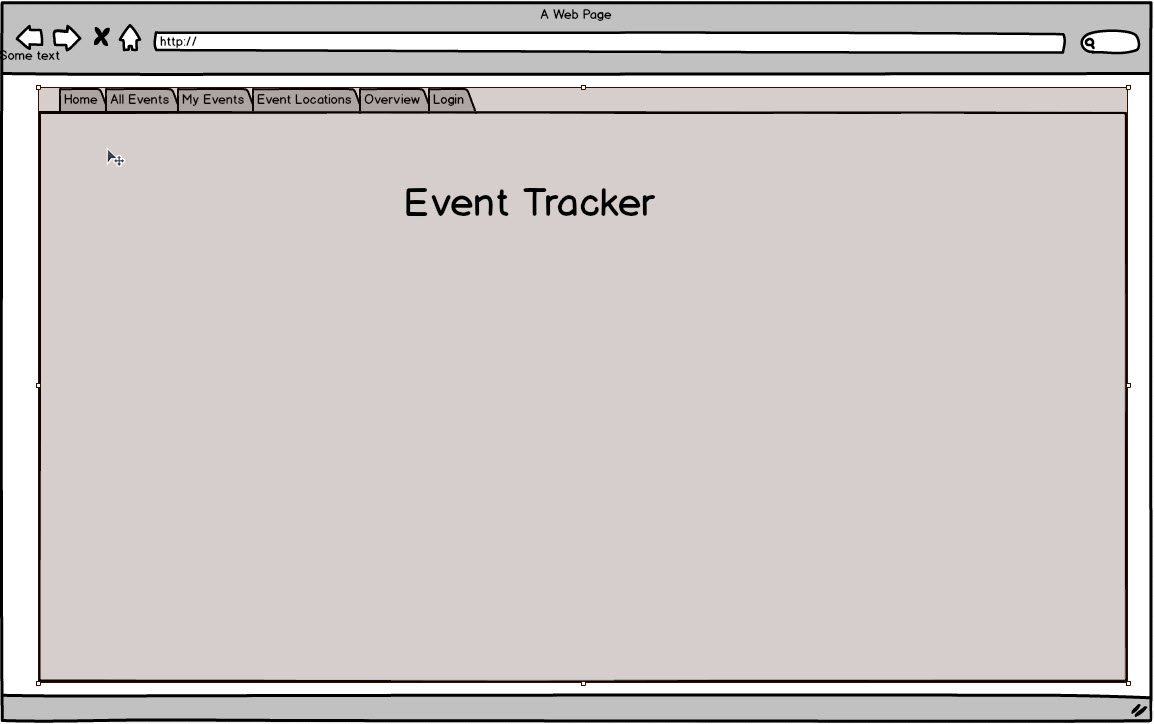 A Web Page
http://
Some text
Home All Events My Events Event Locations Overview Login
Event Tracker